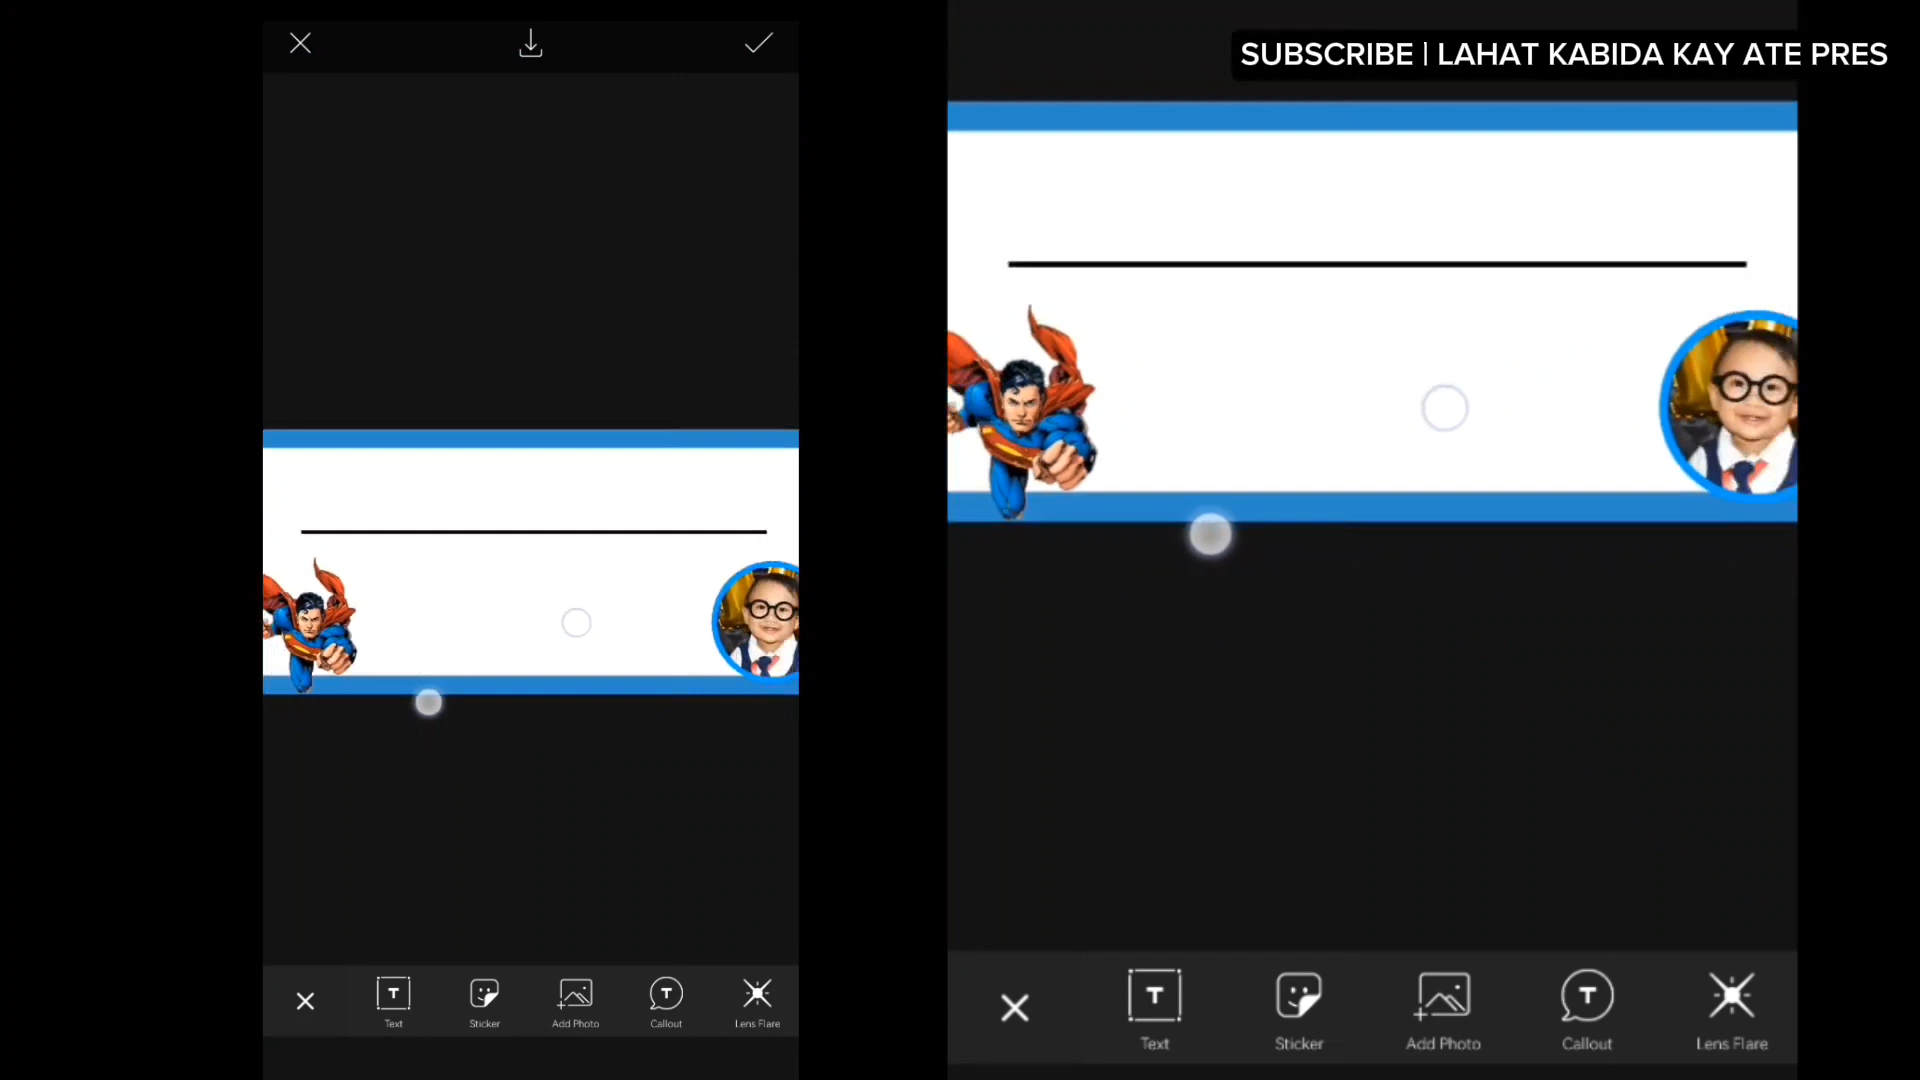 SUBSCRIBE | LAHAT KABIDA KAY ATE PRES
Text
Sticker
Add Photo
Callout
Lens Flare
Text
Sticker
Add Photo
Callout
Lens Flare